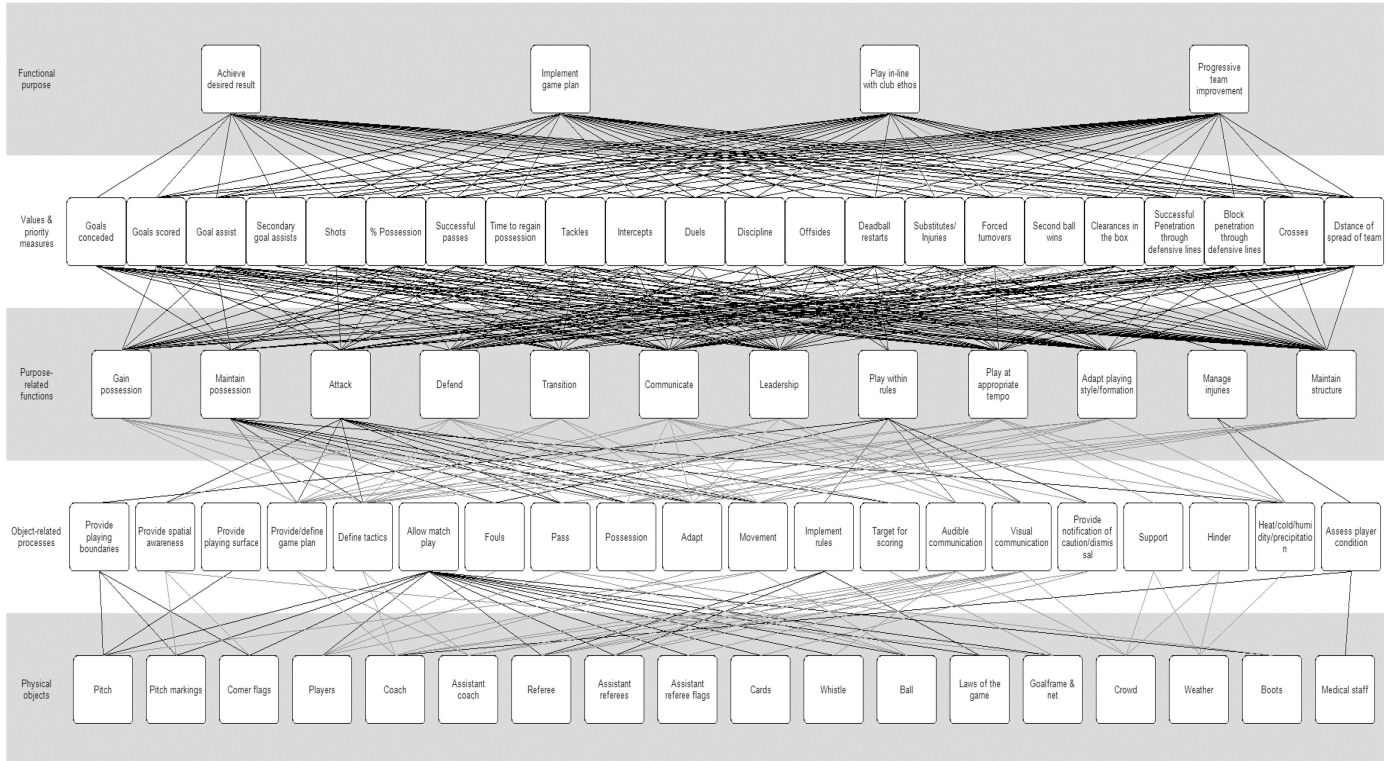 Functional
purpose
Achieve
desired result
Implement
game plan
Play in-line
with club ethos
Progressive
team
improvement
Values &
priority
measures
Goals
conceded
Goals scored
Goal assist
Secondary
goal assists
Shots
% Possession
Successful
passes
Time to regain
possession
Tackles
Intercepts
Duels
Discipline
Offsides
Deadball
restarts
Substitutes/
Injuries
Forced
turnovers
Second ball
wins
Clearances in
the box
Successful
Penetration
through
defensive lines
Block
penetration
through
defensive lines
Crosses
Dstance of
spread of team
Purpose-
related
functions
Gain
possession
Maintain
possession
Attack
Defend
Transition
Communicate
Leadership
Play within
rules
Play at
appropriate
tempo
Adapt playing
style/formation
Manage
injuries
Maintain
structure
Object-related
processes
Provide
playing
boundaries
Provide spatial
awareness
Provide
playing surface
Provide/define
game plan
Define tactics
Allow match
play
Fouls
Pass
Possession
Adapt
Movement
Implement
rules
Target for
scoring
Audible
communication
Visual
communication
Provide
notification of
caution/dismis
sal
Support
Hinder
Heat/cold/humi
dity/precipitatio
n
Assess player
condition
Physical
objects
Pitch
Pitch markings
Corner flags
Players
Coach
Assistant
coach
Referee
Assistant
referees
Assistant
referee flags
Cards
Whistle
Ball
Laws of the
game
Goalframe &
net
Crowd
Weather
Boots
Medical staff